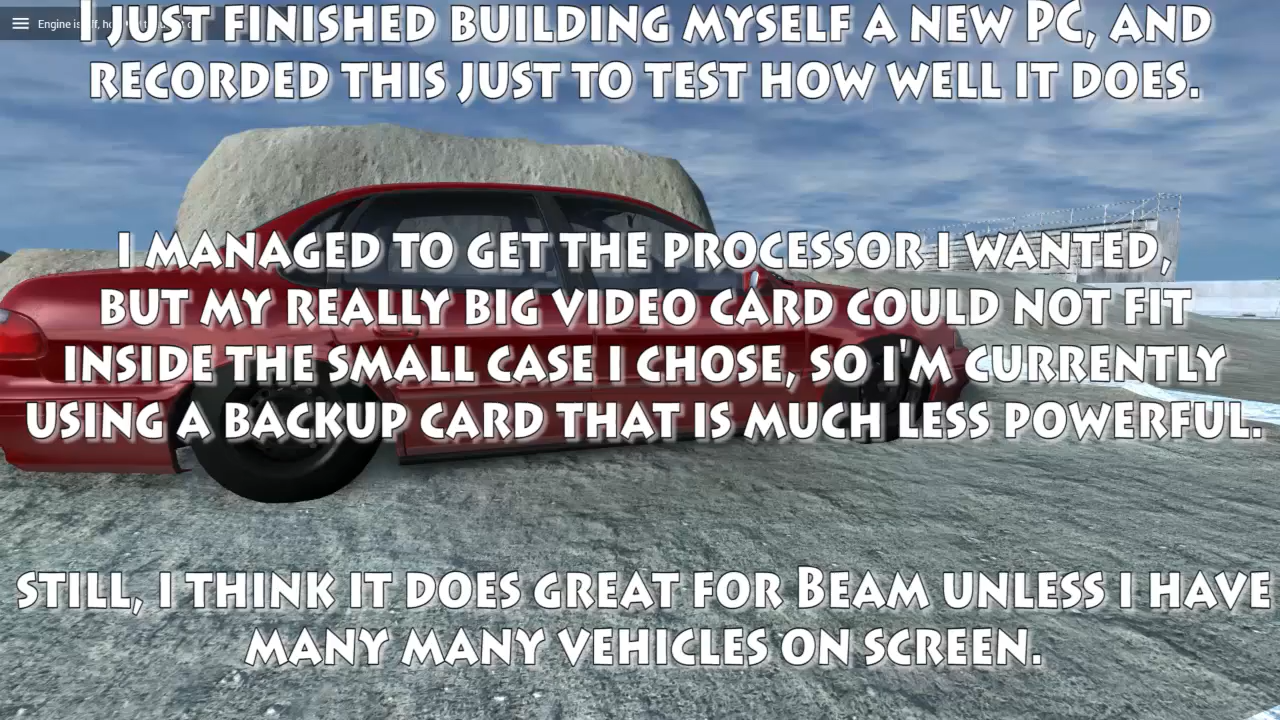 Engine is
I JUST FINISHED BUILDING MYSELF A NEW PC, AND
RECORDED THIS JUST TO TEST HOW WELL IT DOES.
I MANAGED TO GET THE PROCESSOR I WANTED,
BUT MY REALLY BIG VIDEO CARD COULD NOT FIT
INSIDE THE SMALL CASE I CHOSE, SO I'M CURRENTLY
USING A BACKUP CARD THAT IS MUCH LESS POWERFUL.
STILL, I THINK IT DOES GREAT FOR BEAM UNLESS I HAVE
MANY MANY VEHICLES ON SCREEN.